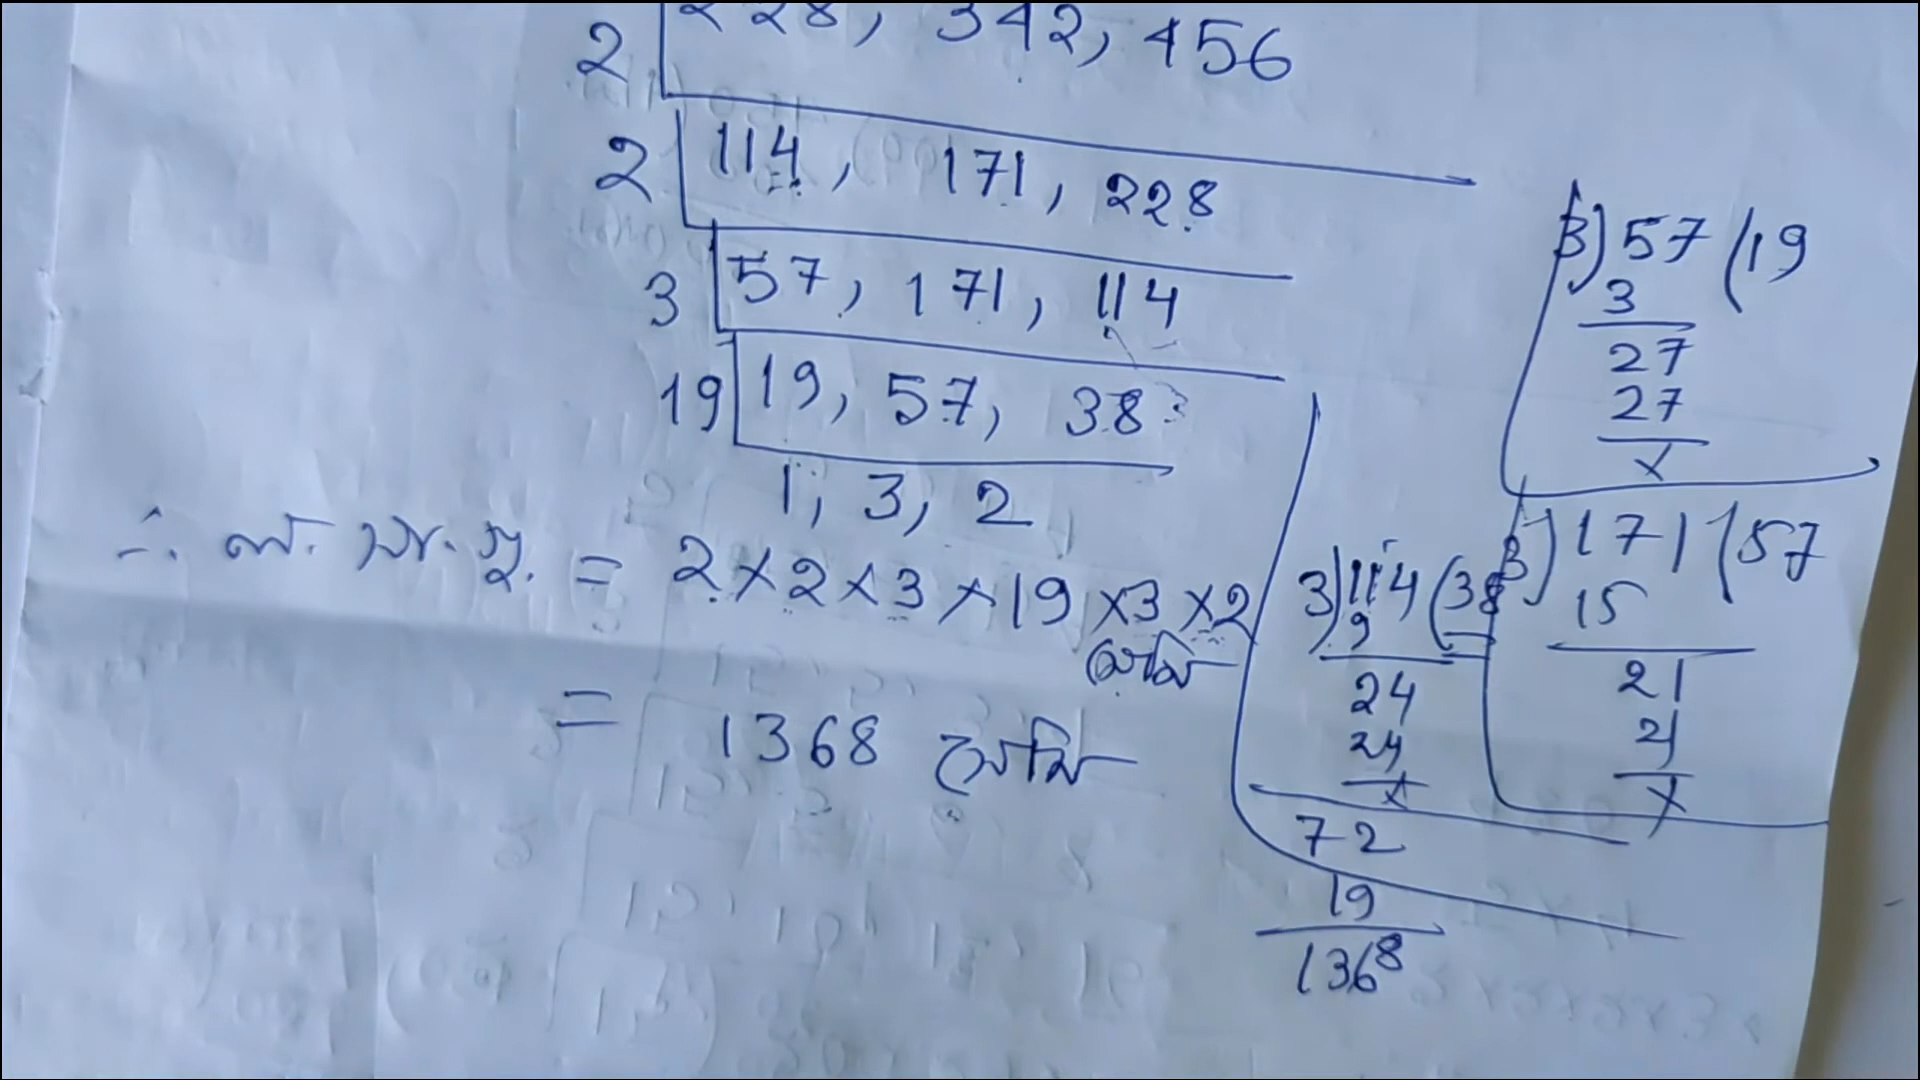 2 | 228, 342, 456
2 | 114, 171, 228
3 | 57, 171, 114
19 | 19, 57, 38
1, 3, 2
∴ ল. সা. গু. = 2 × 2 × 3 × 19 × 3 × 2
সেমি
= 1368 সেমি
3) 57 (19
3
27
27
×
3) 171 (57
15
21
21
×
3) 114 (38
9
24
24
×
72
19
1368